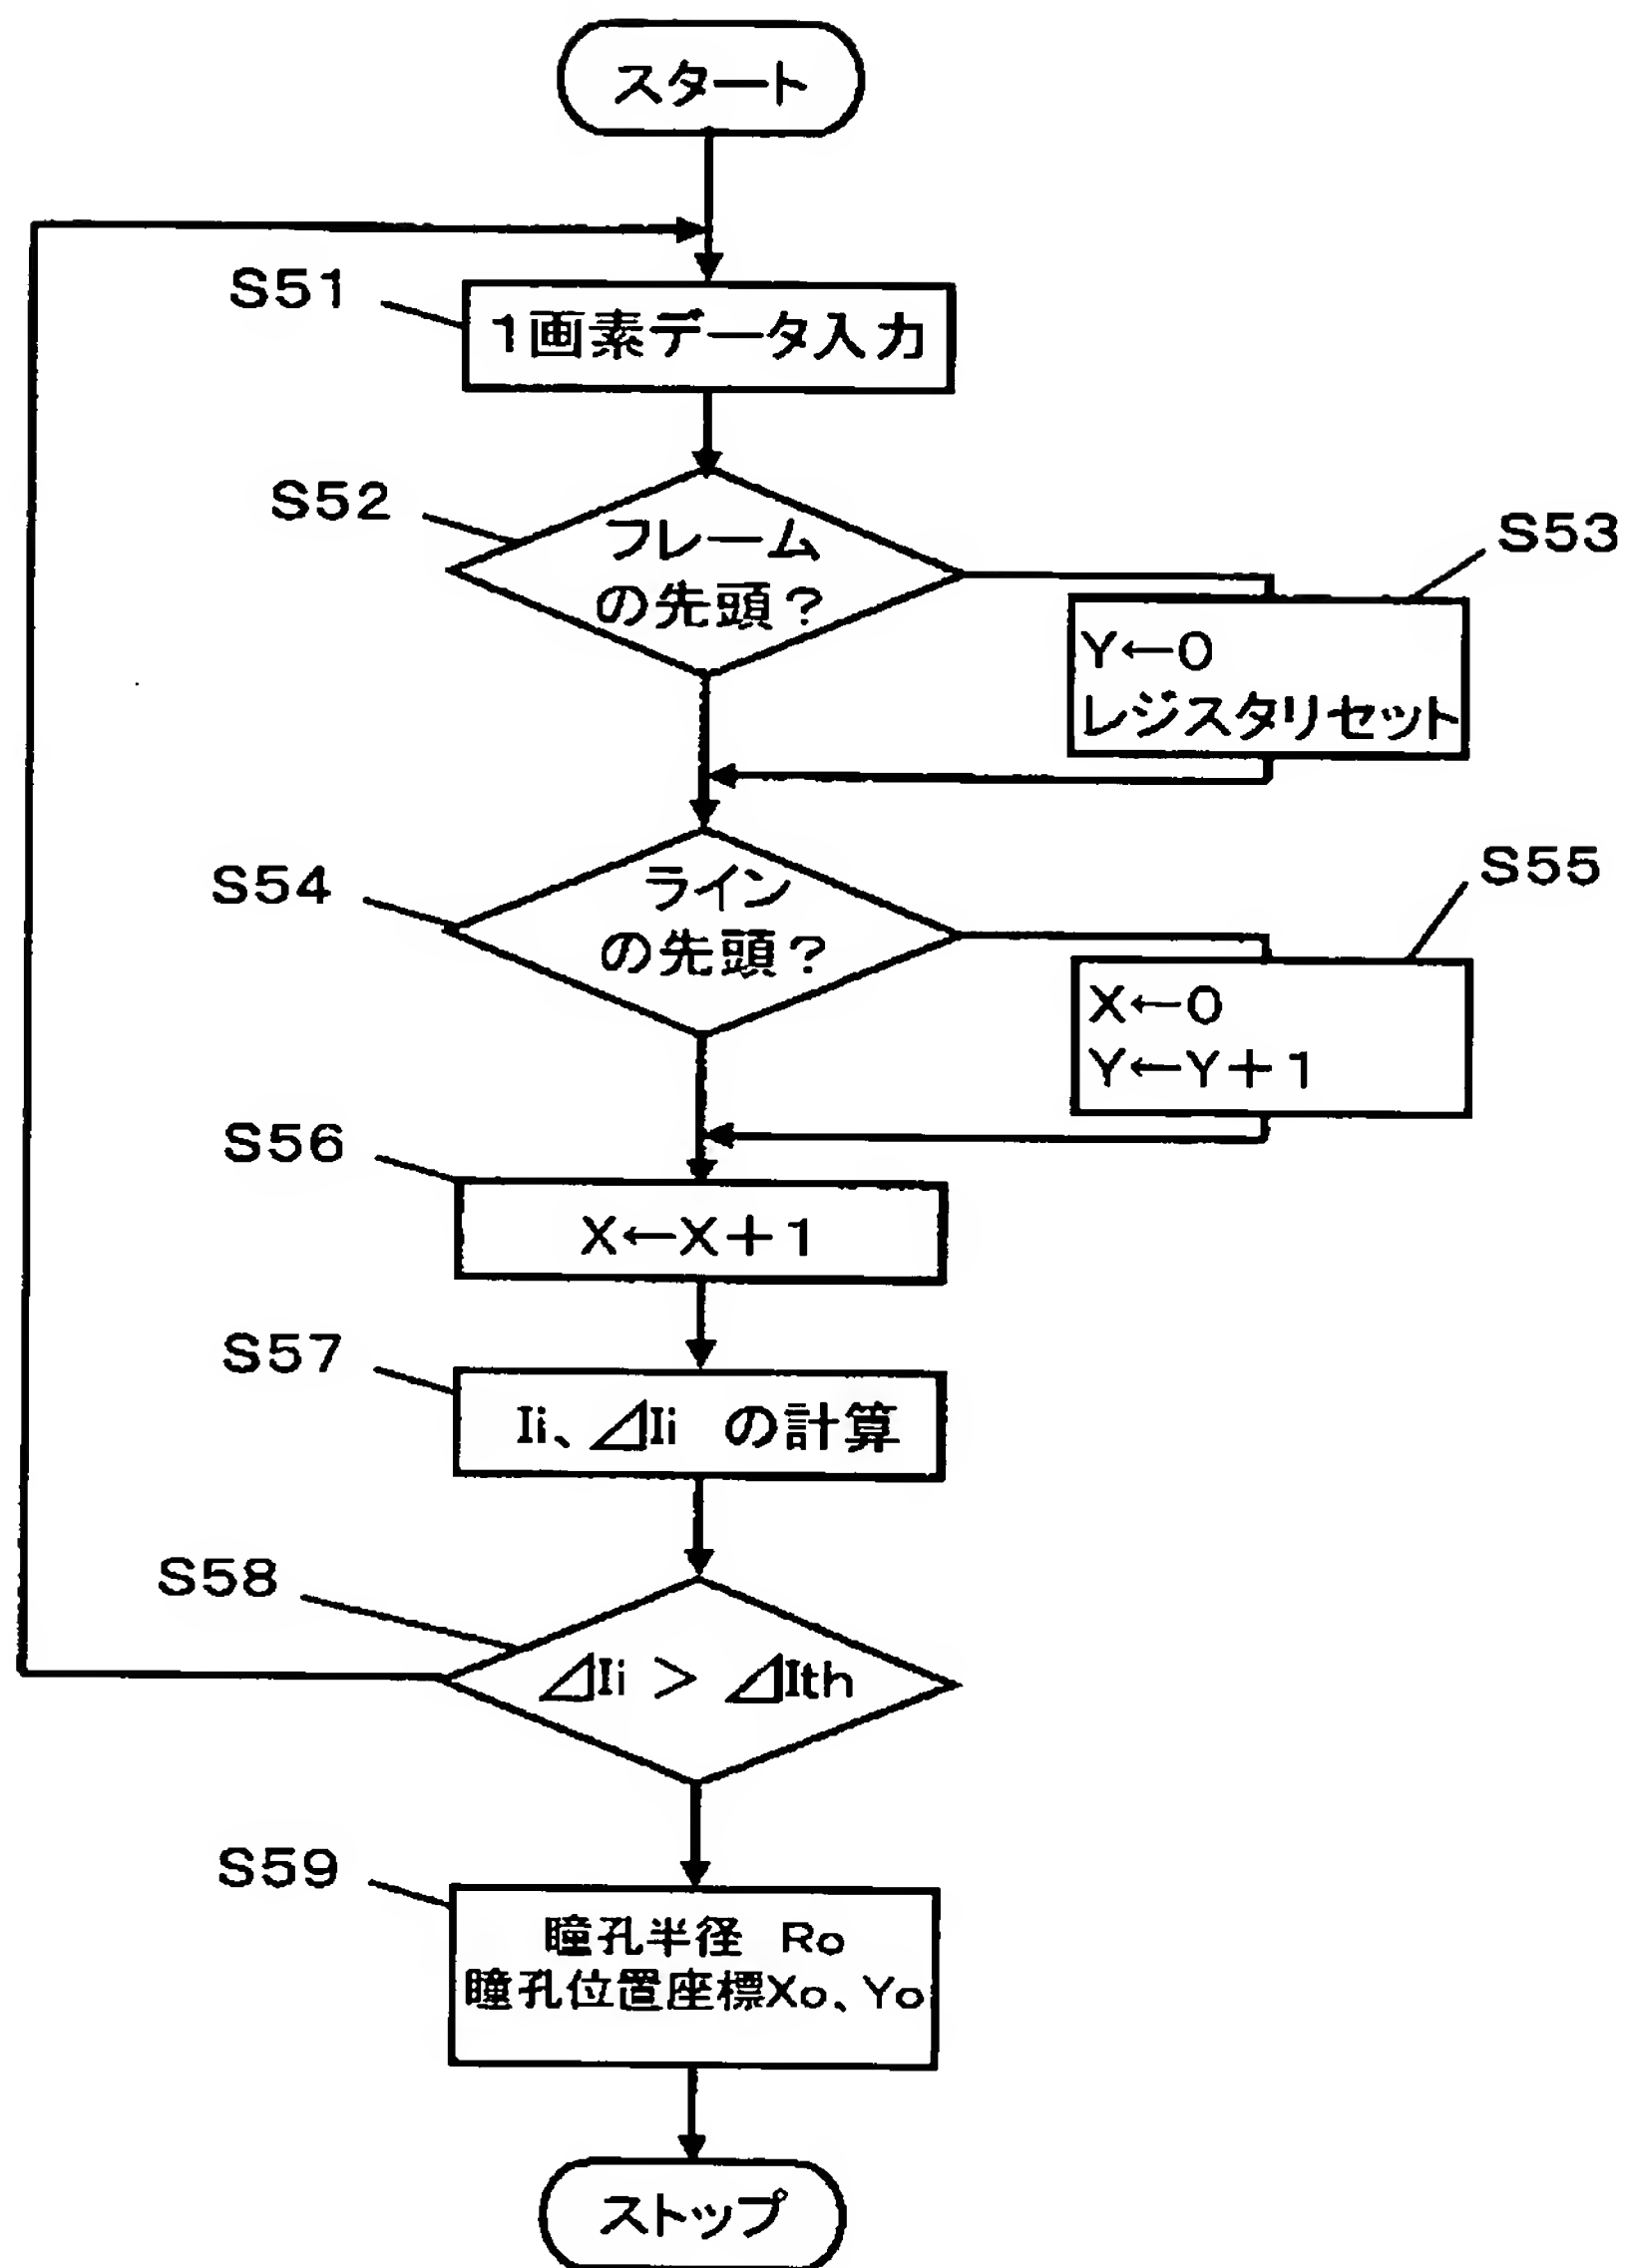 スタート
S51
1画素データ入力
S52
フレーム
の先頭?
S53
Y←0
レジスタリセット
S54
ライン
の先頭?
S55
X←0
Y←Y+1
S56
X←X+1
S57
Ii、⊿Ii の計算
S58
⊿Ii > ⊿Ith
S59
瞳孔半径 Ro
瞳孔位置座標Xo、Yo
ストップ